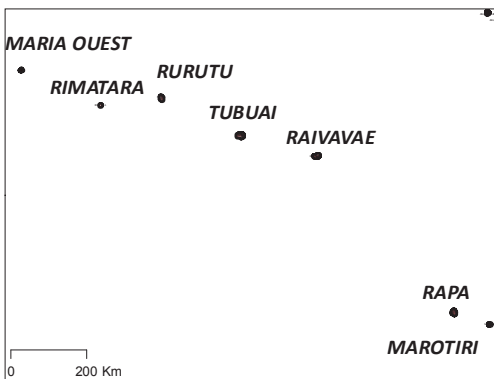 MARIA OUEST
RURUTU
RIMATARA
TUBUAI
RAIVAVAE
RAPA
MAROTIRI
0 200 Km